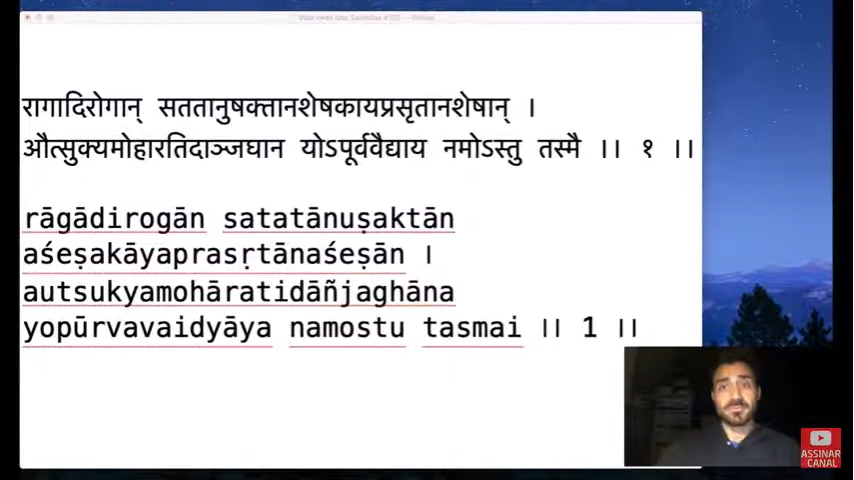 रागादिरोगान् सततानुषक्तानशेषकायप्रसृतानशेषान् ।
औत्सुक्यमोहारतिदाञ्जघान योऽपूर्ववैद्याय नमोऽस्तु तस्मै ।। १ ।।
rāgādirogān satatānuṣaktān
aśeṣakāyaprasṛtānaśeṣān ।
autsukyamohāratidāñjaghāna
yopūrvavaidyāya namostu tasmai ।। 1 ।।
ASSINAR
CANAL